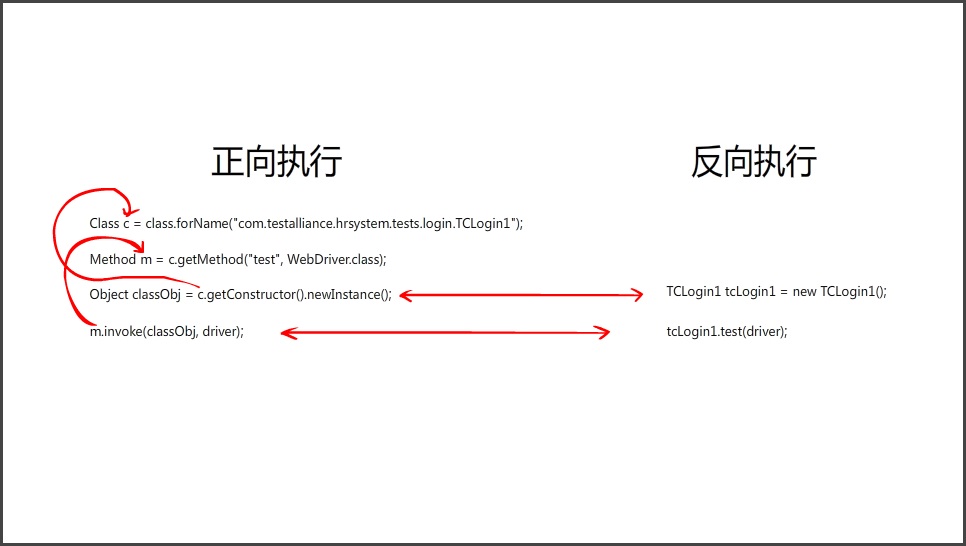 正向执行
Class c = class.forName("com.testalliance.hrsystem.tests.login.TCLogin1");
Method m = c.getMethod("test", WebDriver.class);
Object classObj = c.getConstructor().newInstance();
m.invoke(classObj, driver);
反向执行
TCLogin1 tcLogin1 = new TCLogin1();
tcLogin1.test(driver);